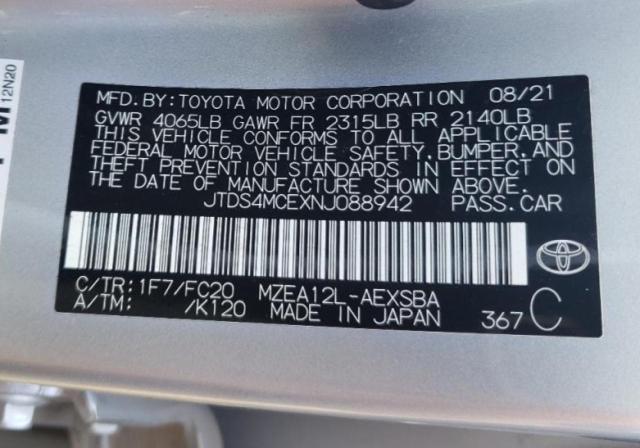 MFD.BY:TOYOTA MOTOR CORPORATION 08/21
GVWR 4065LB GAWR FR 2315LB RR 2140LB
THIS VEHICLE CONFORMS TO ALL APPLICABLE
FEDERAL MOTOR VEHICLE SAFETY,BUMPER,AND
THEFT PREVENTION STANDARDS IN EFFECT ON
THE DATE OF MANUFACTURE SHOWN ABOVE.
JTDS4MCEXNJ088942 PASS.CAR
C/TR:1F7/FC20 MZEA12L-AEXSBA
A/TM: /K120 MADE IN JAPAN 367 C
12N20